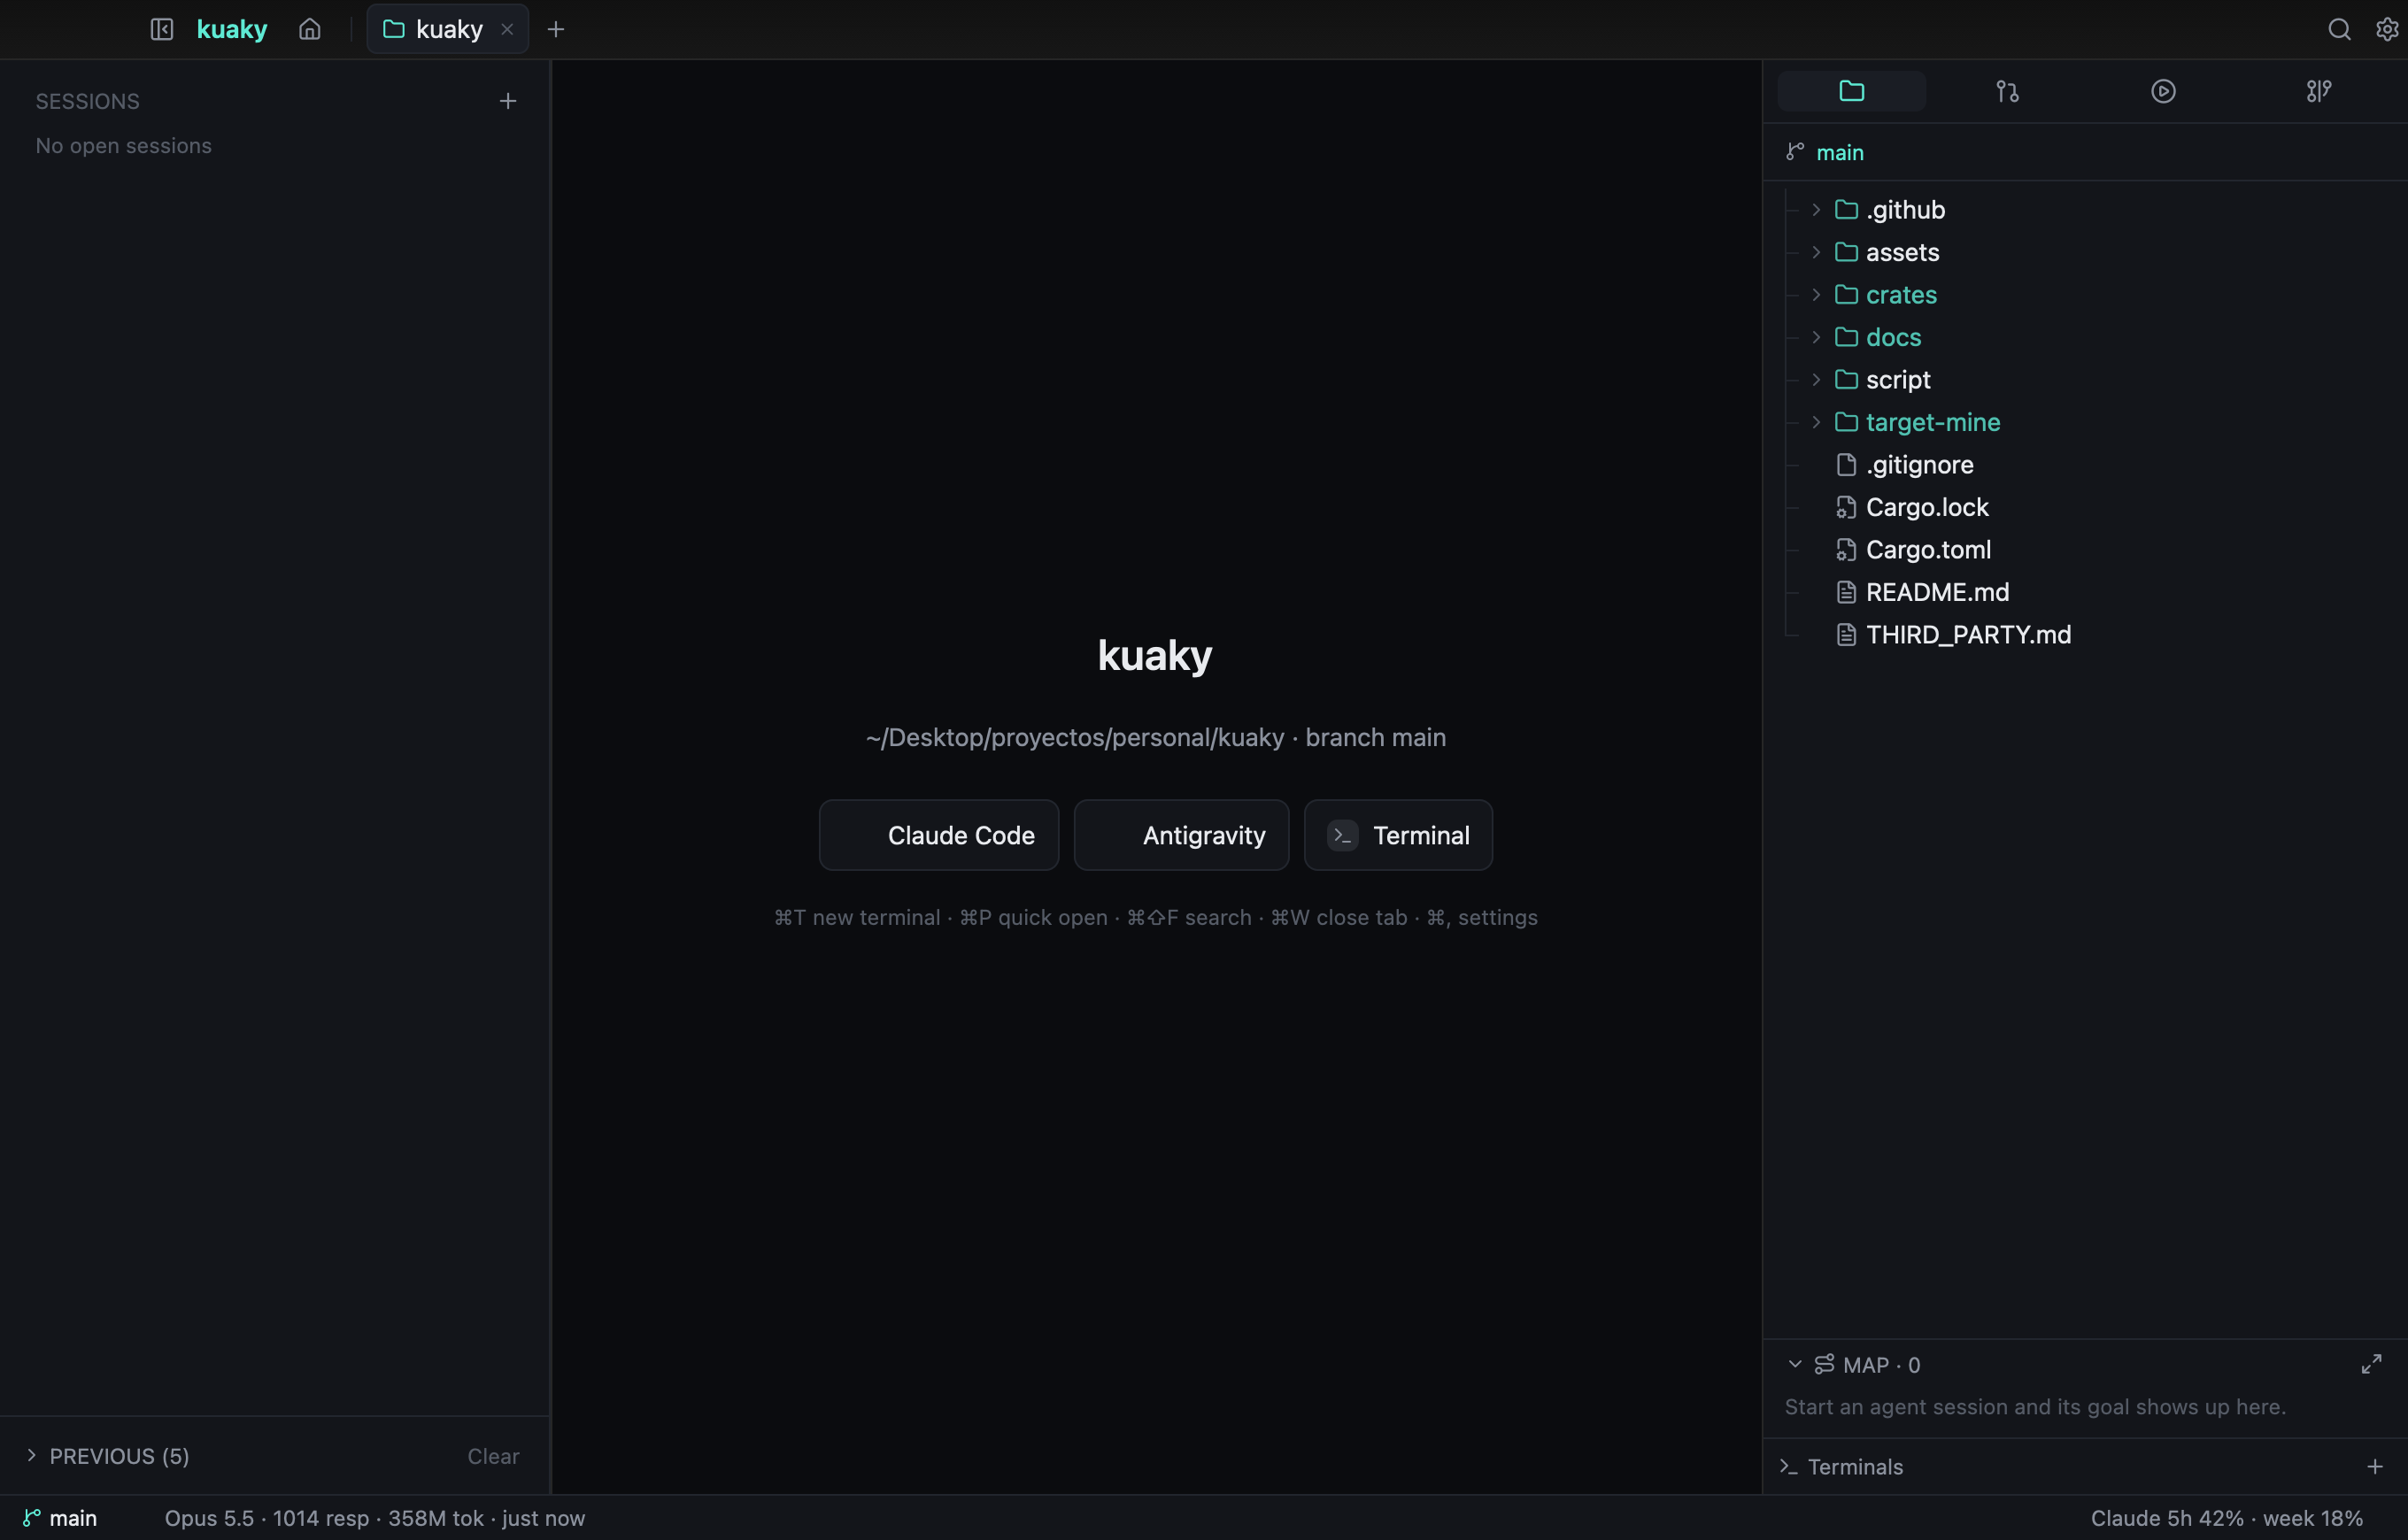 kuaky
kuaky
SESSIONS
No open sessions
PREVIOUS (5)
Clear
kuaky
~/Desktop/proyectos/personal/kuaky · branch main
Claude Code
Antigravity
Terminal
⌘T new terminal · ⌘P quick open · ⌘⇧F search · ⌘W close tab · ⌘, settings
main
.github
assets
crates
docs
script
target-mine
.gitignore
Cargo.lock
Cargo.toml
README.md
THIRD_PARTY.md
MAP · 0
Start an agent session and its goal shows up here.
Terminals
main
Opus 5.5 · 1014 resp · 358M tok · just now
Claude 5h 42% · week 18%